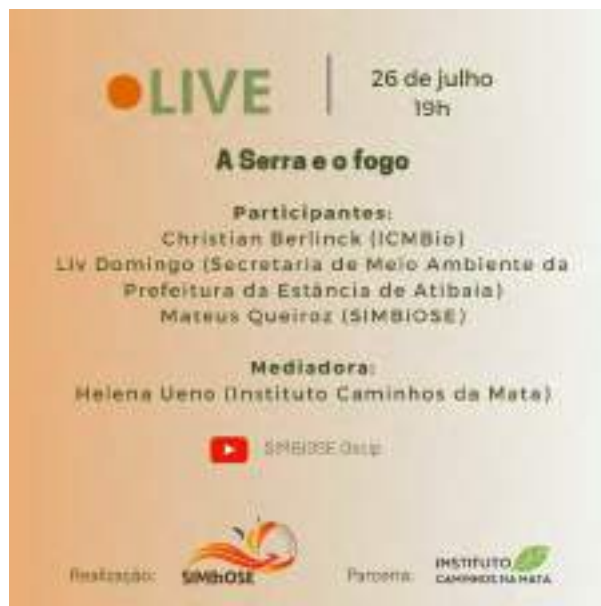 LIVE
26 de julho
19h
A Serra e o fogo
Participantes:
Christian Berlinck (ICMBio)
Liv Domingo (Secretaria de Meio Ambiente da
Prefeitura da Estância de Atibaia)
Mateus Queiroz (SIMBiOSE)
Mediadora:
Helena Ueno (Instituto Caminhos da Mata)
SIMBiOSE Oscip
Realização:
SIMBiOSE
Parceria:
INSTITUTO
CAMINHOS DA MATA